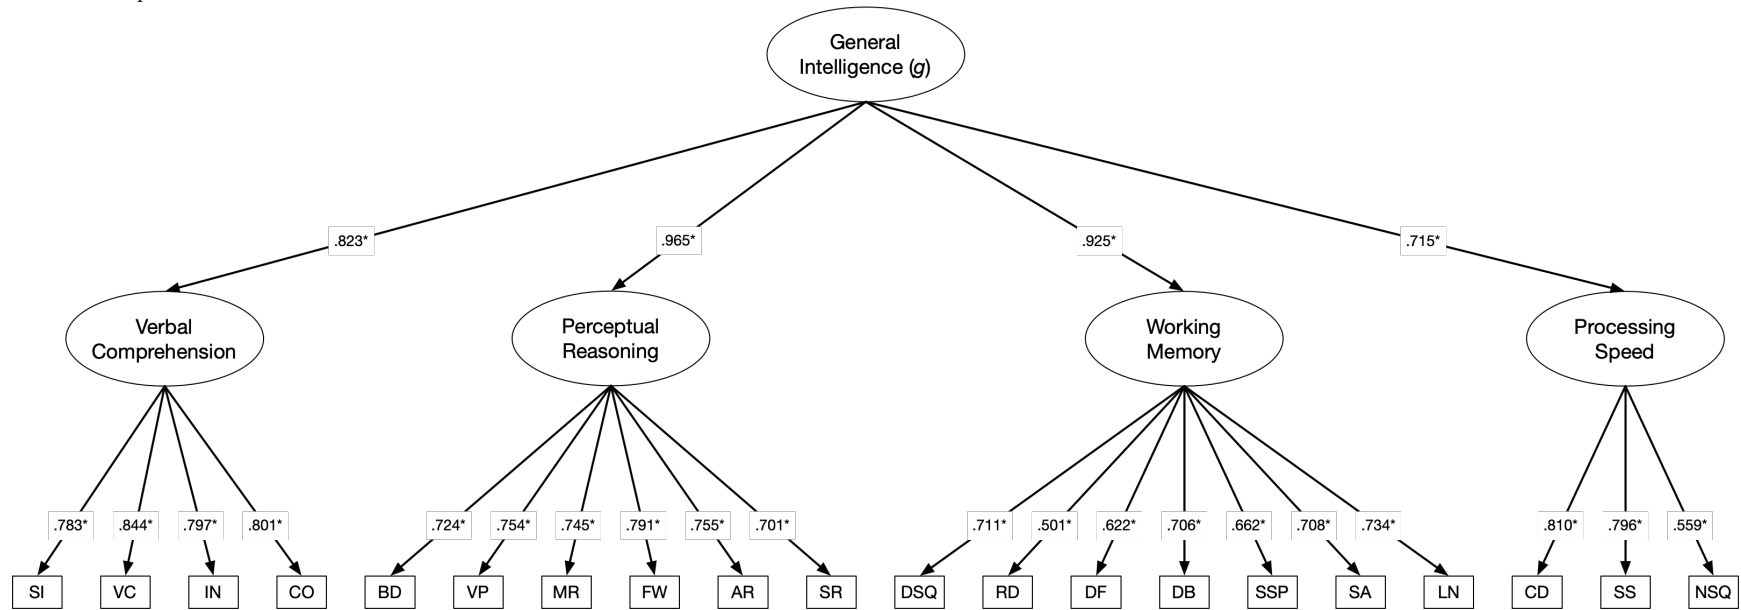 General
Intelligence (g)
.823*
.965*
.925*
.715*
Verbal
Comprehension
Perceptual
Reasoning
Working
Memory
Processing
Speed
.783*
.844*
.797*
.801*
.724*
.754*
.745*
.791*
.755*
.701*
.711*
.501*
.622*
.706*
.662*
.708*
.734*
.810*
.796*
.559*
SI
VC
IN
CO
BD
VP
MR
FW
AR
SR
DSQ
RD
DF
DB
SSP
SA
LN
CD
SS
NSQ